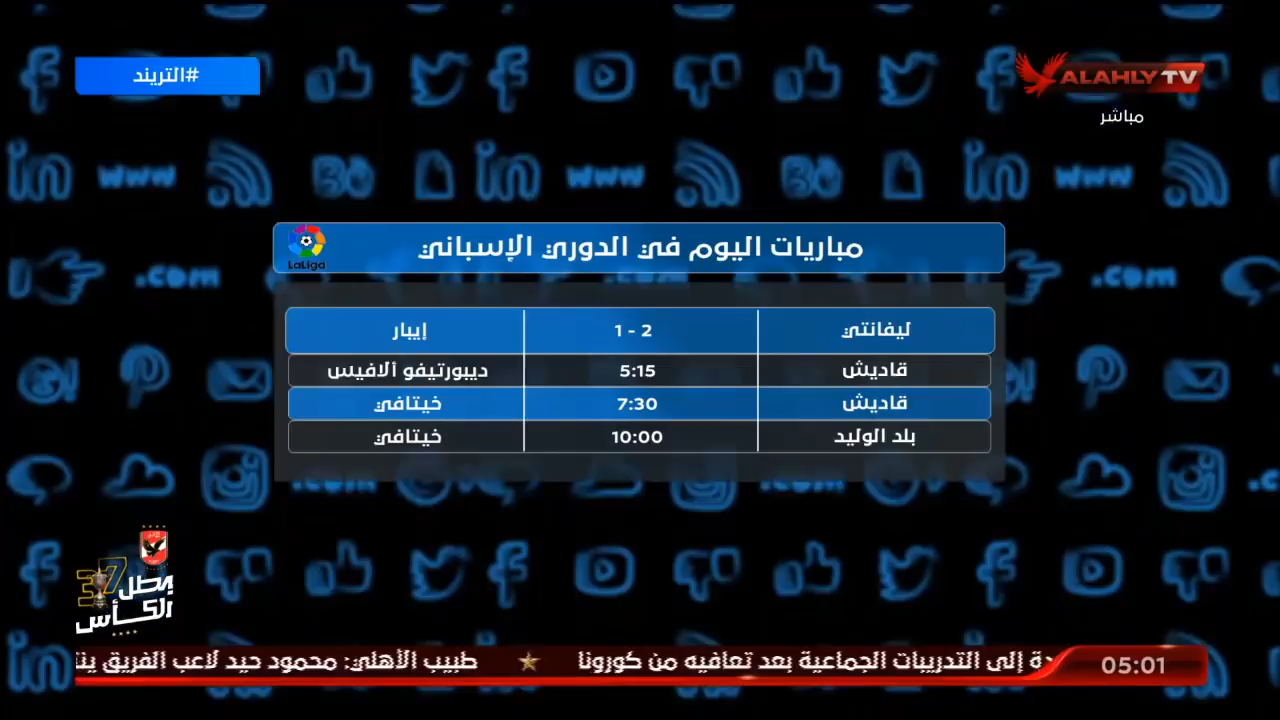 #التريند
ALAHLY TV
مباشر
مباريات اليوم في الدوري الإسباني
LaLiga
ليفانتي 2 - 1 إيبار
قاديش 5:15 ديبورتيفو ألافيس
قاديش 7:30 خيتافي
بلد الوليد 10:00 خيتافي
37
بطل
الكأس
05:01 دة إلى التدريبات الجماعية بعد تعافيه من كورونا ★ طبيب الأهلي: محمود حيد لاعب الفريق ينت